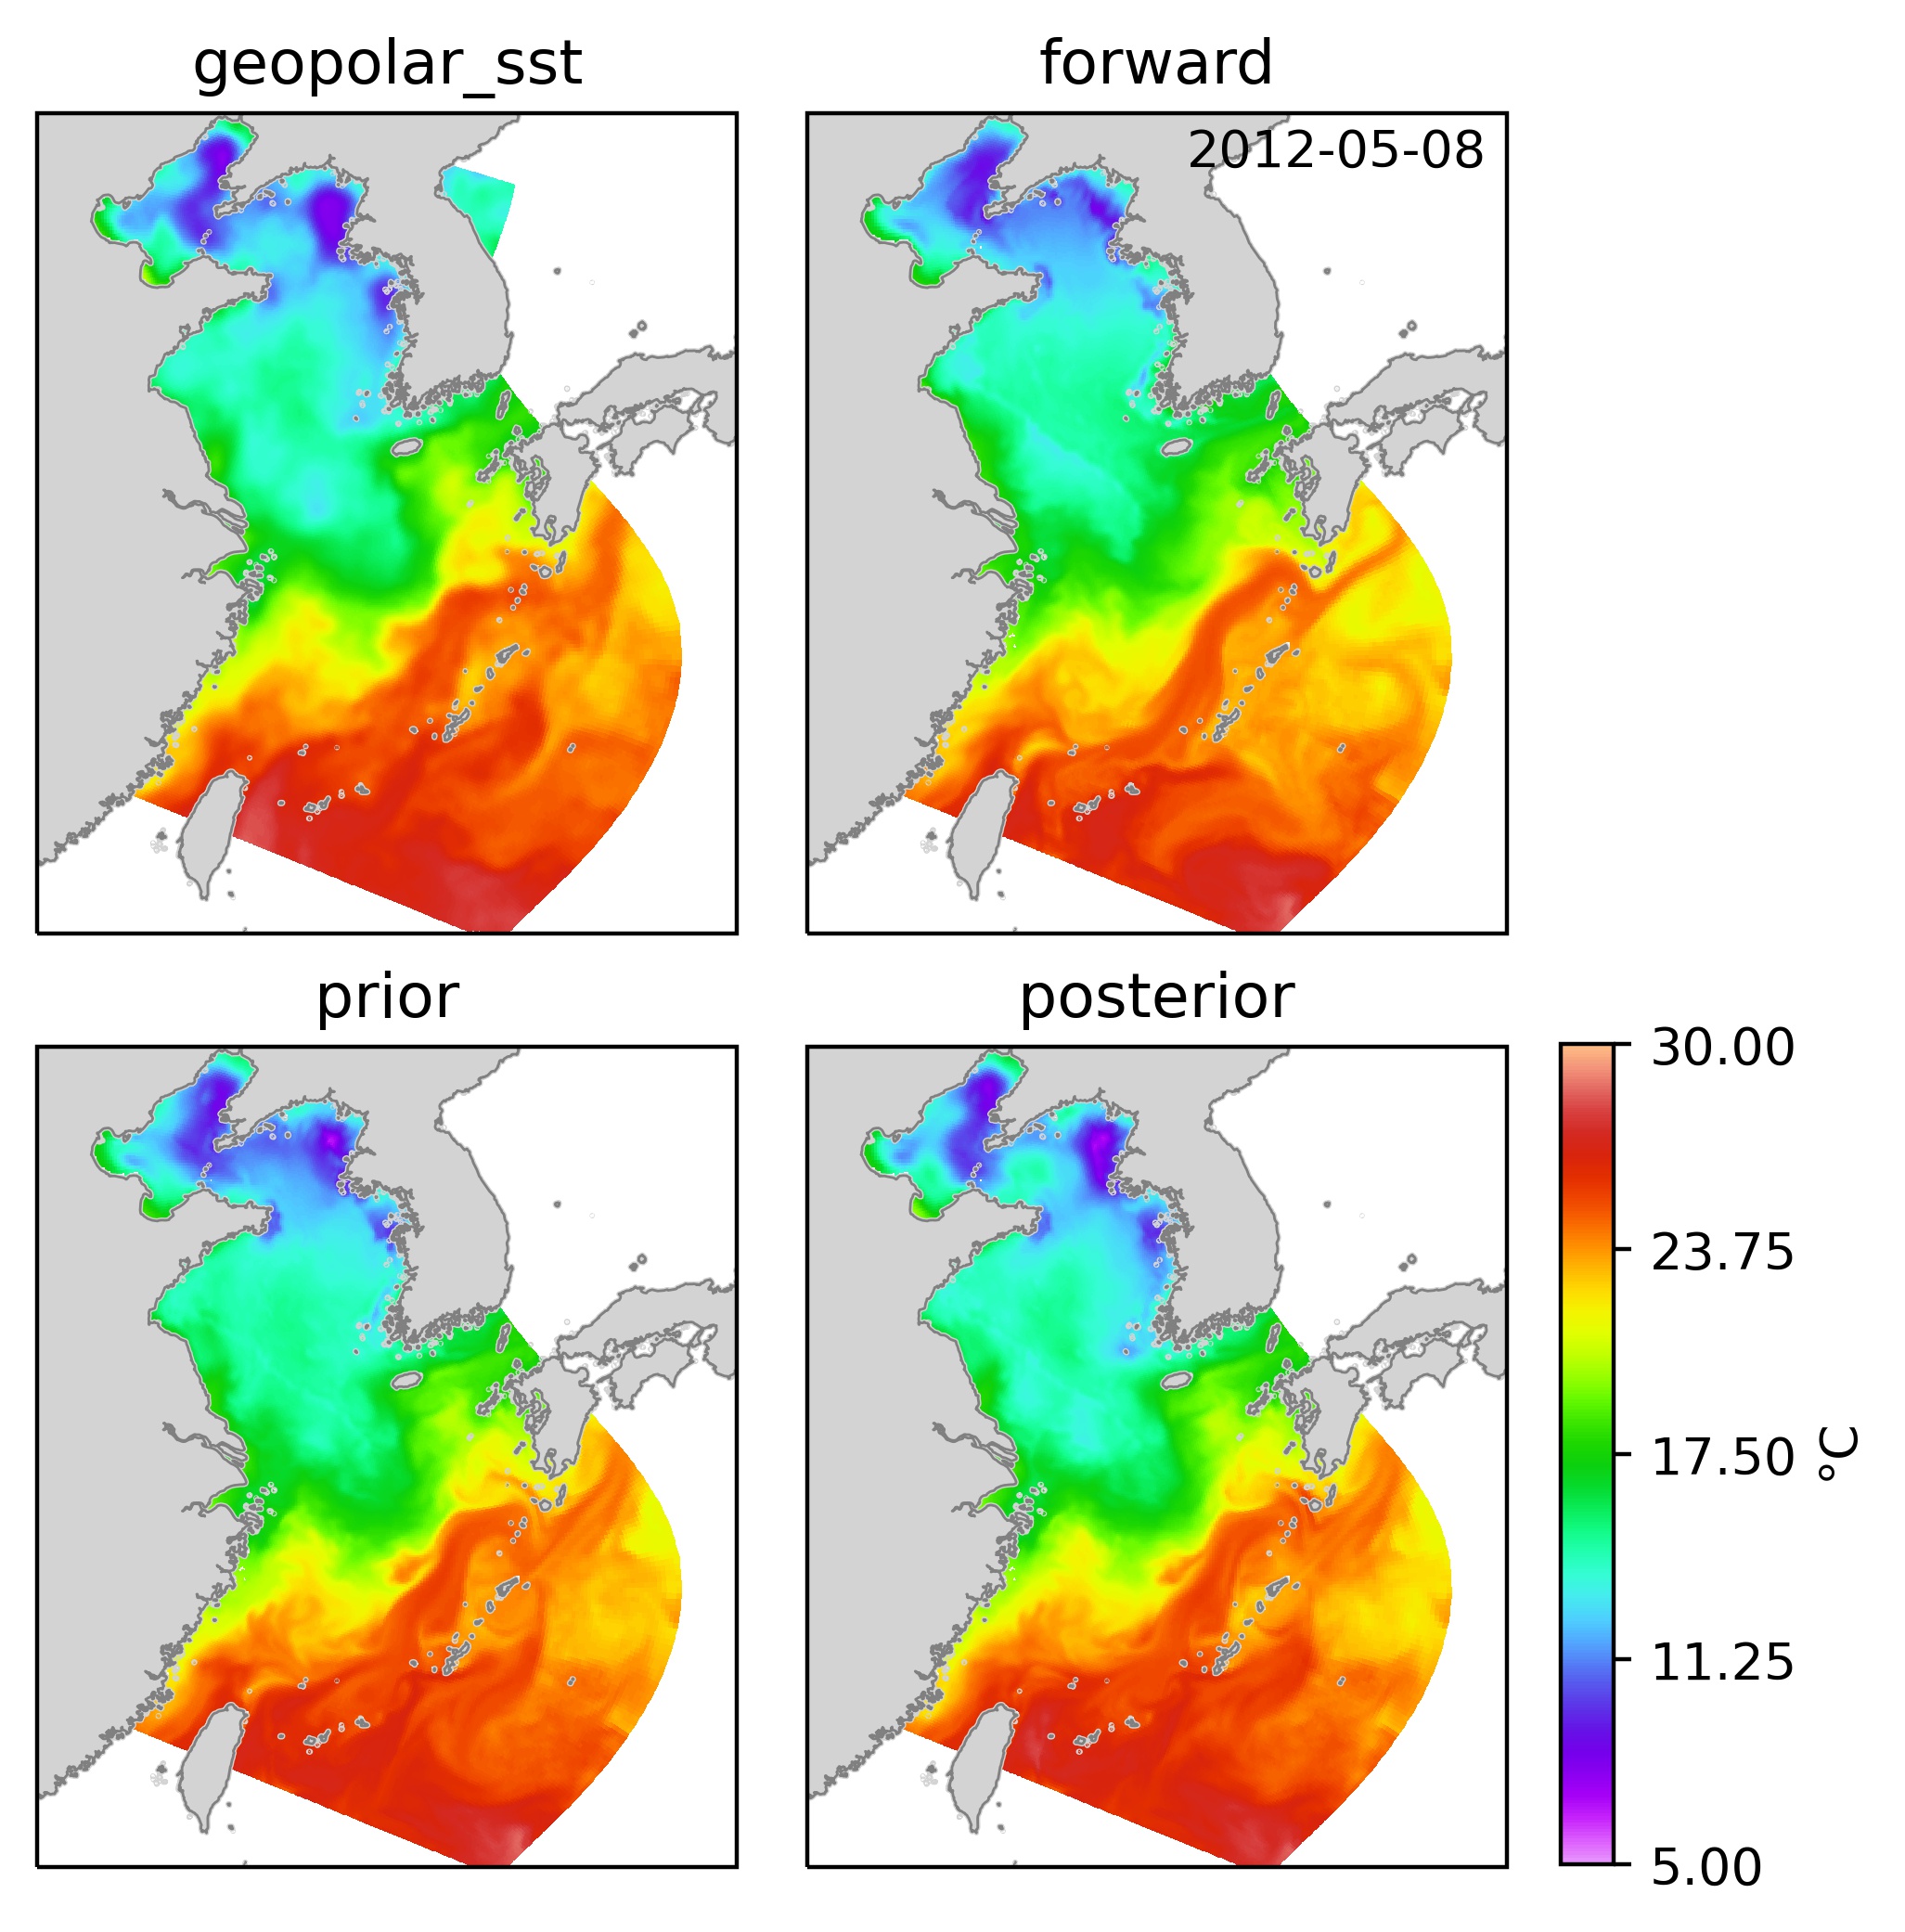 geopolar_sst
forward
2012-05-08
prior
posterior
30.00
23.75
17.50
11.25
5.00
°C